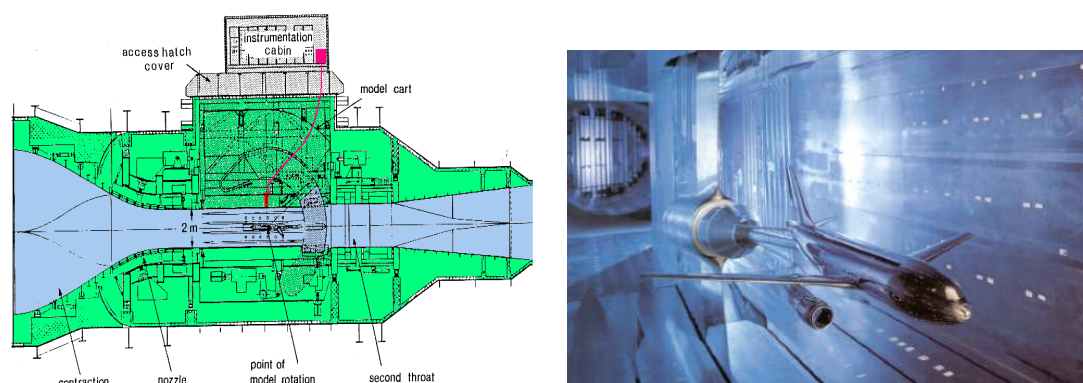 instrumentation
cabin
access hatch
cover
model cart
2 m
contraction
nozzle
point of
model rotation
second throat